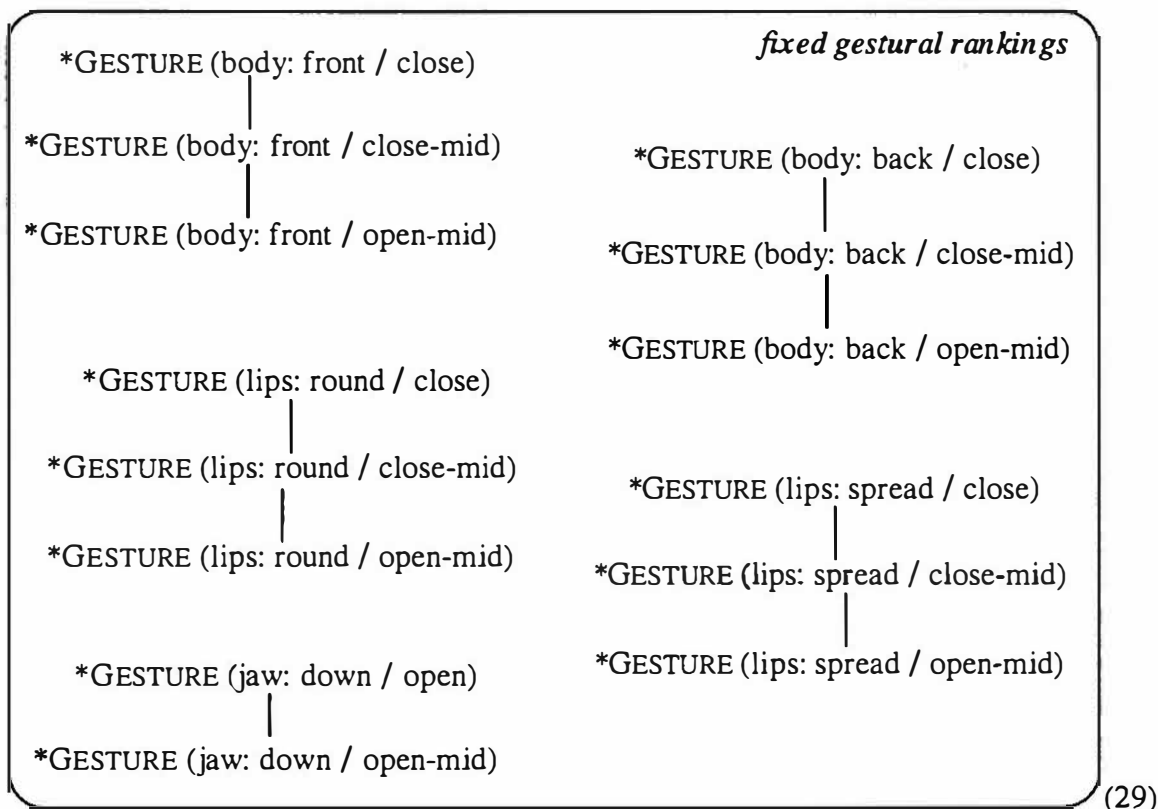 fixed gestural rankings
*GESTURE (body: front / close)
*GESTURE (body: front / close-mid)
*GESTURE (body: front / open-mid)
*GESTURE (body: back / close)
*GESTURE (body: back / close-mid)
*GESTURE (body: back / open-mid)
*GESTURE (lips: round / close)
*GESTURE (lips: round / close-mid)
*GESTURE (lips: round / open-mid)
*GESTURE (lips: spread / close)
*GESTURE (lips: spread / close-mid)
*GESTURE (lips: spread / open-mid)
*GESTURE (jaw: down / open)
*GESTURE (jaw: down / open-mid)
(29)